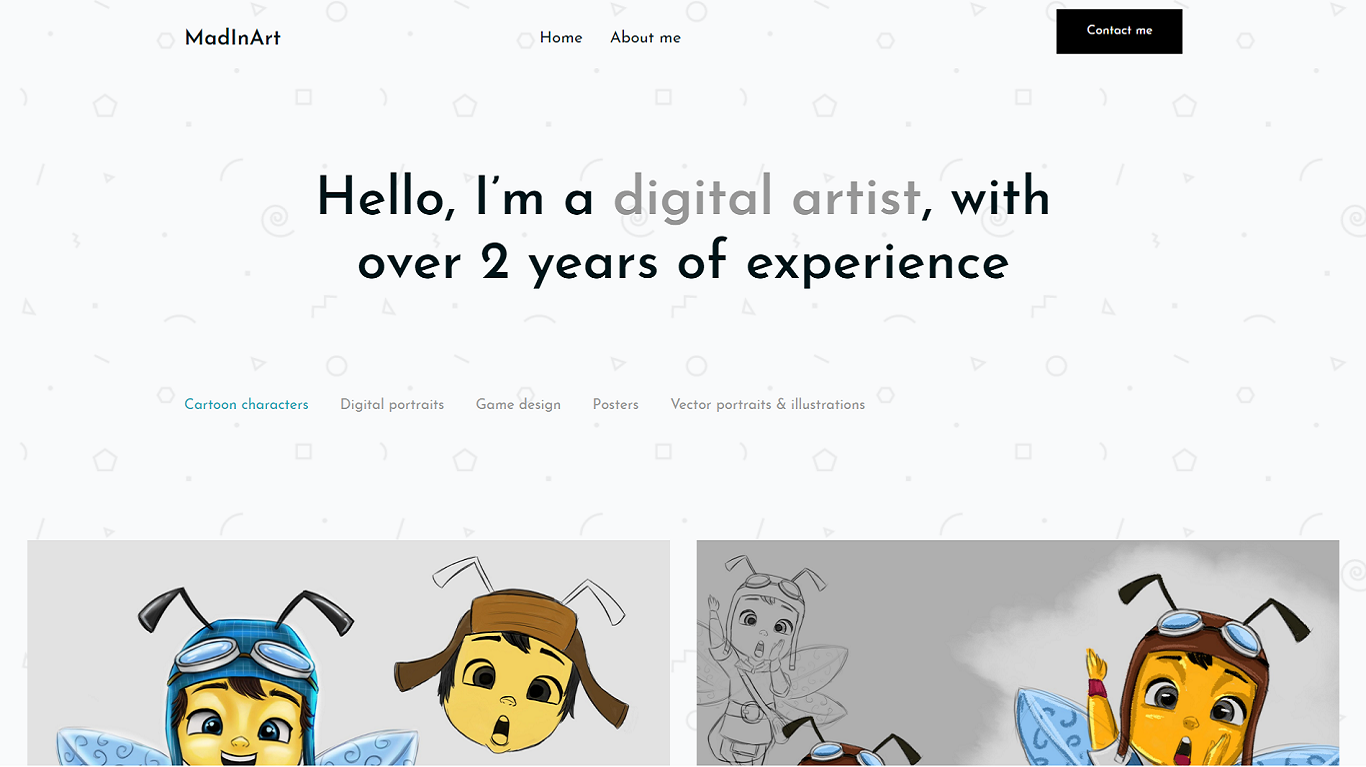 MadInArt
Home
About me
Contact me
Hello, I’m a digital artist, with
over 2 years of experience
Cartoon characters
Digital portraits
Game design
Posters
Vector portraits & illustrations